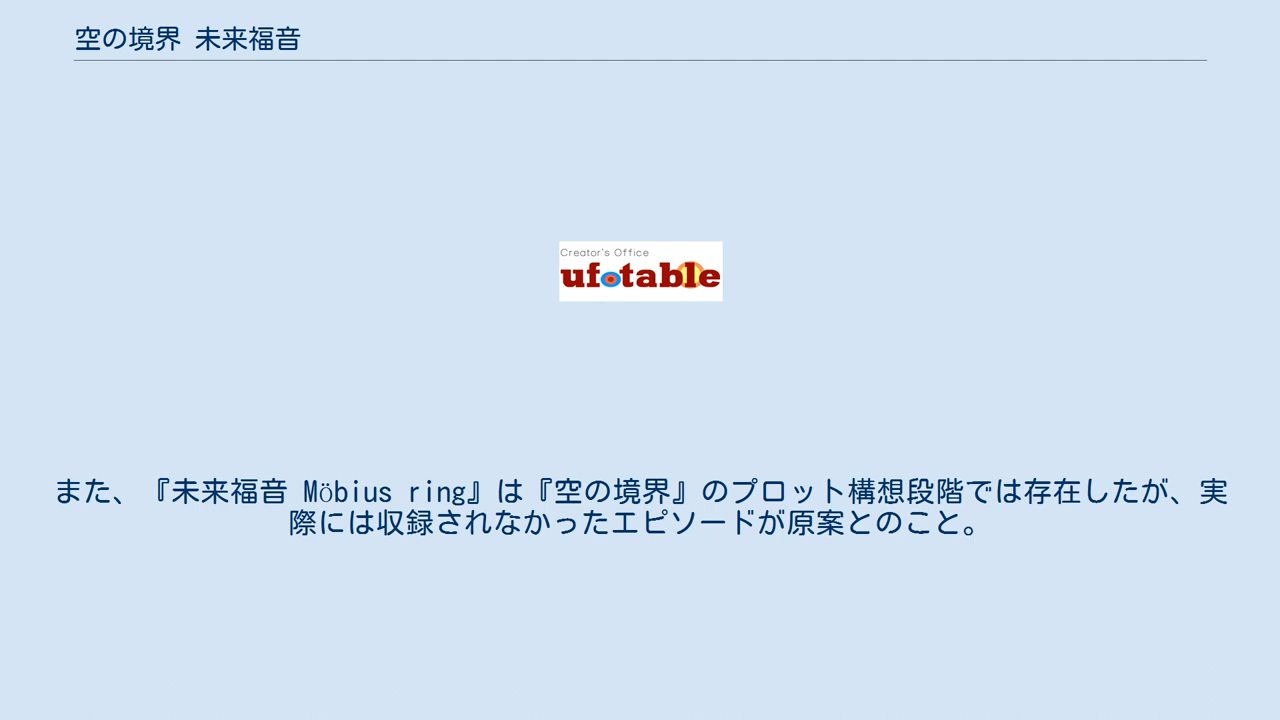 空の境界 未来福音
Creator's Office
ufotable
また、『未来福音 Möbius ring』は『空の境界』のプロット構想段階では存在したが、実
際には収録されなかったエピソードが原案とのこと。